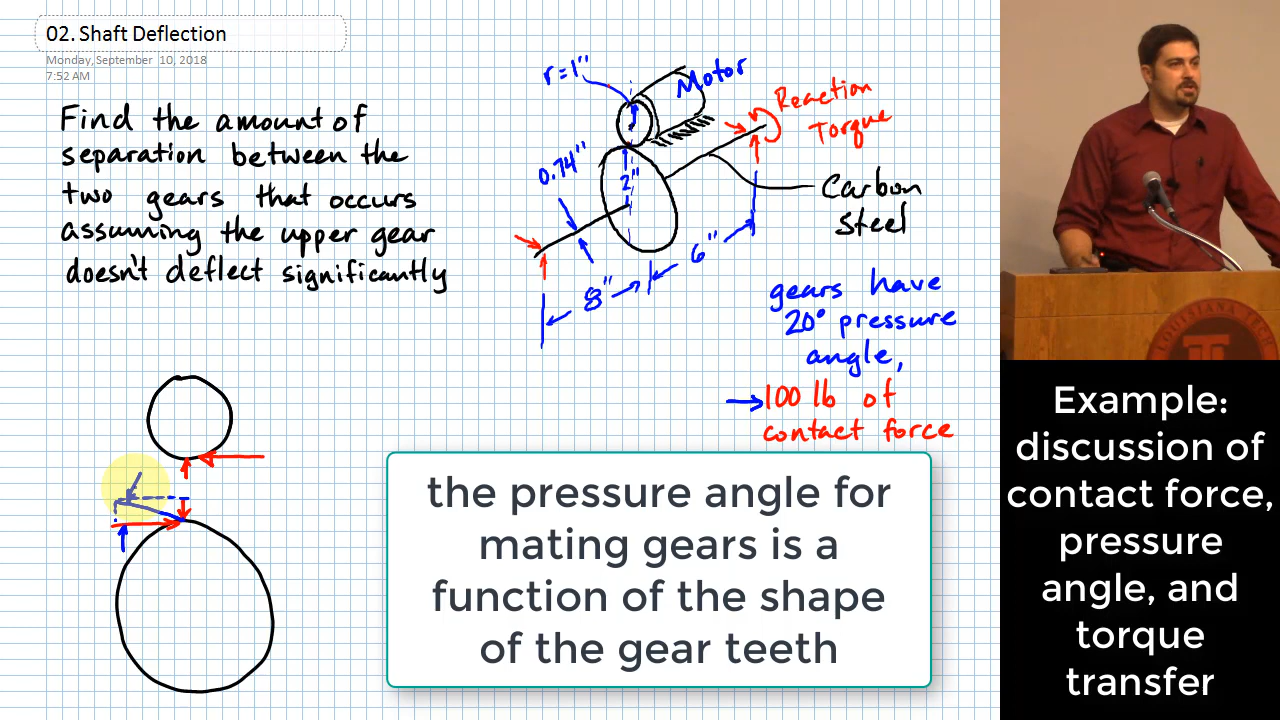 02. Shaft Deflection
Monday, September 10, 2018
7:52 AM
Find the amount of
separation between the
two gears that occurs
assuming the upper gear
doesn't deflect significantly
r=1"
Motor
Reaction
Torque
0.74"
2"
Carbon
Steel
6"
8"
gears have
20° pressure
angle,
→100 lb of
contact force
the pressure angle for
mating gears is a
function of the shape
of the gear teeth
Example:
discussion of
contact force,
pressure
angle, and
torque
transfer